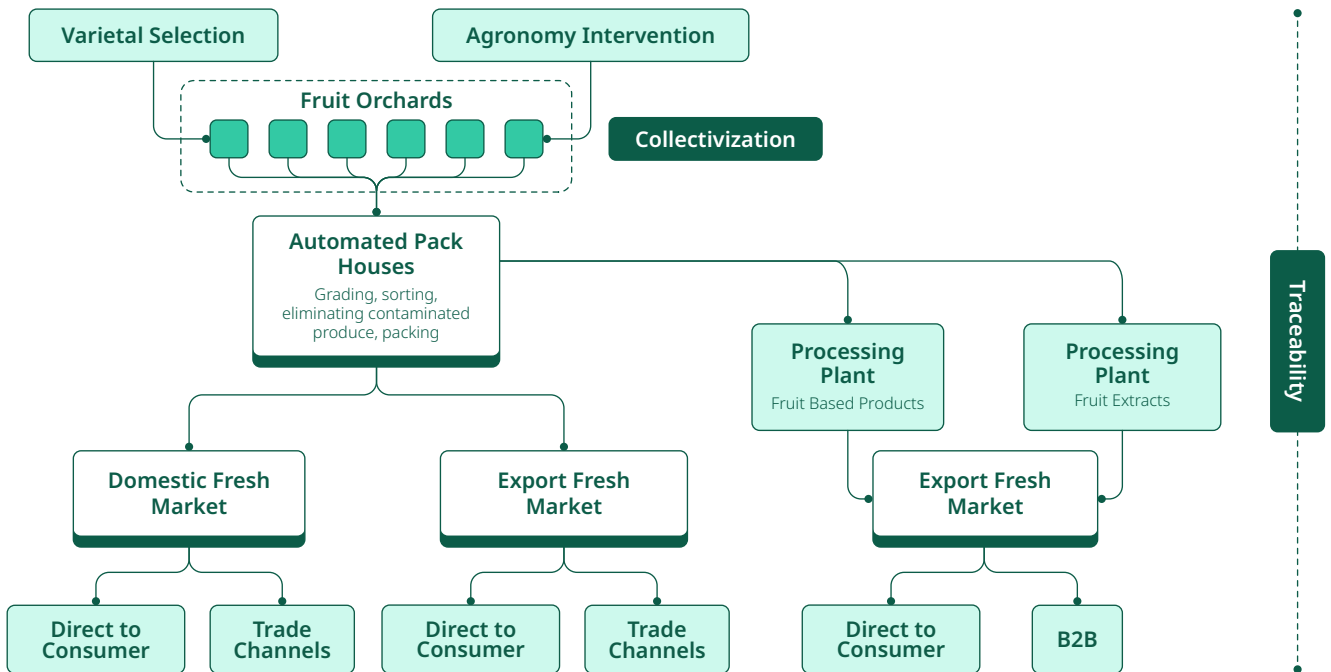 Varietal Selection
Agronomy Intervention
Fruit Orchards
Collectivization
Automated Pack
Houses
Grading, sorting,
eliminating contaminated
produce, packing
Traceability
Processing
Plant
Fruit Based Products
Processing
Plant
Fruit Extracts
Domestic Fresh
Market
Export Fresh
Market
Export Fresh
Market
Direct to
Consumer
Trade
Channels
Direct to
Consumer
Trade
Channels
Direct to
Consumer
B2B